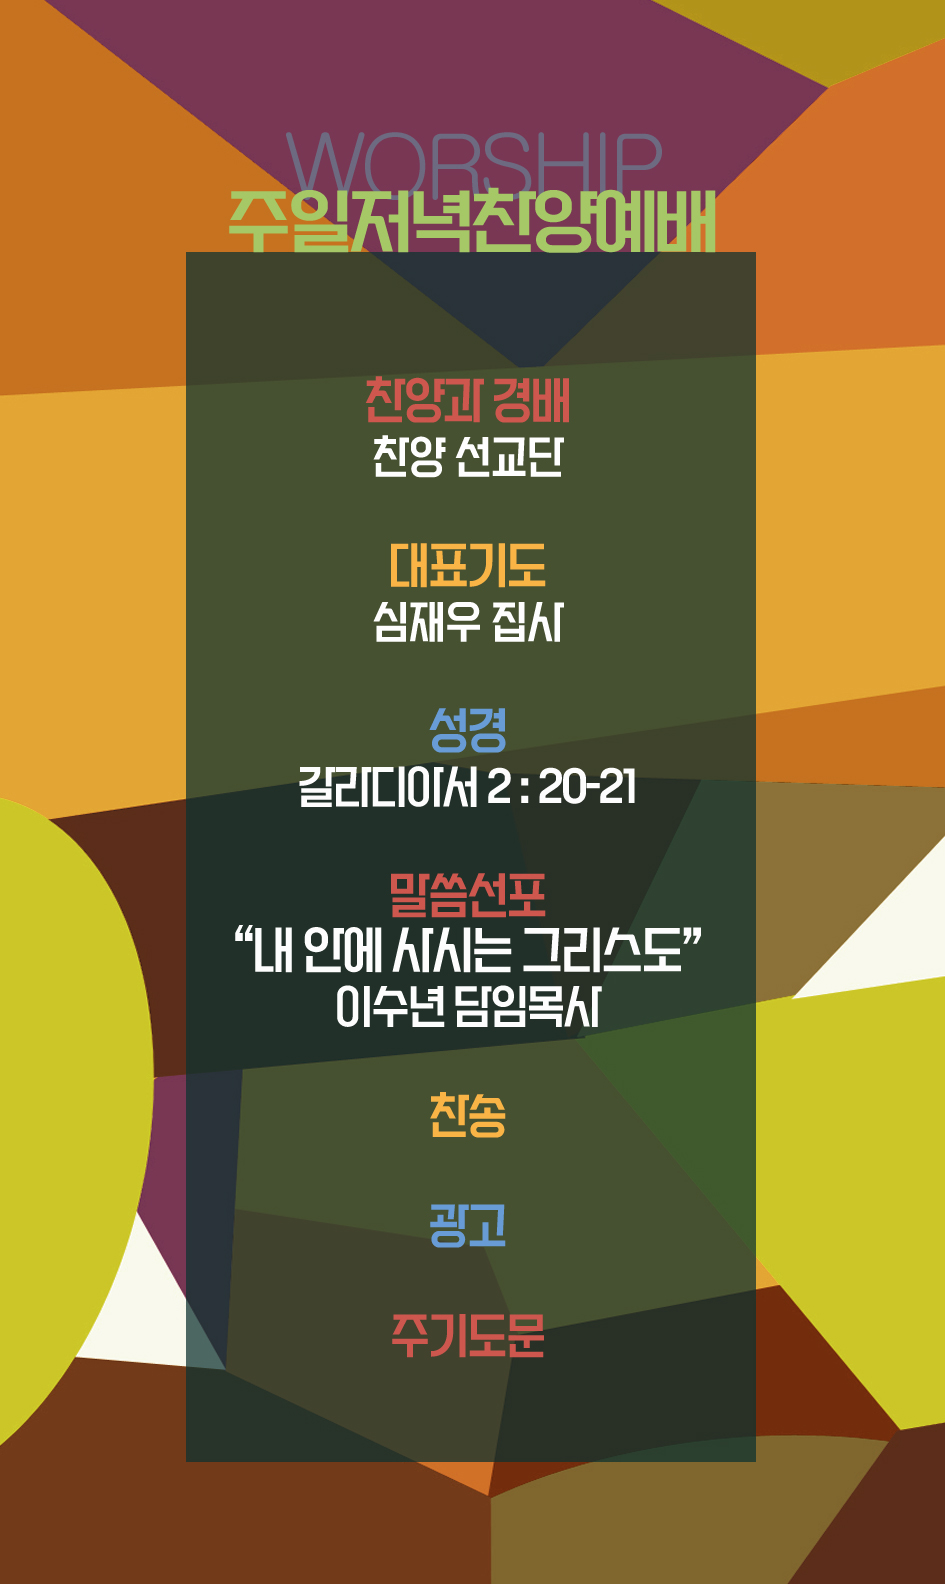 WORSHIP
주일저녁찬양예배
찬양과 경배
찬양 선교단
대표기도
심재우 집사
성경
갈라디아서 2 : 20-21
말씀선포
“내 안에 사시는 그리스도”
이수년 담임목사
찬송
광고
주기도문